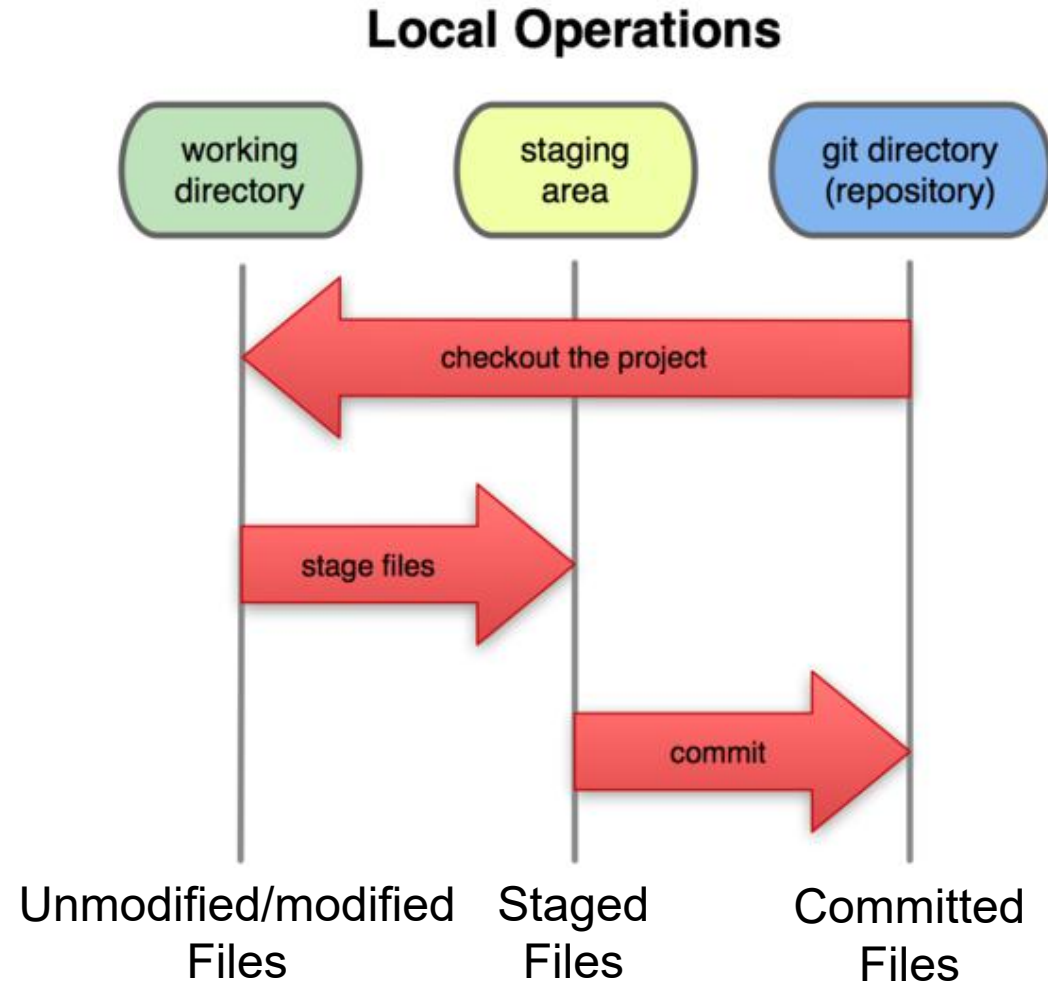 Local Operations
working
directory
staging
area
git directory
(repository)
checkout the project
stage files
commit
Unmodified/modified
Files
Staged
Files
Committed
Files